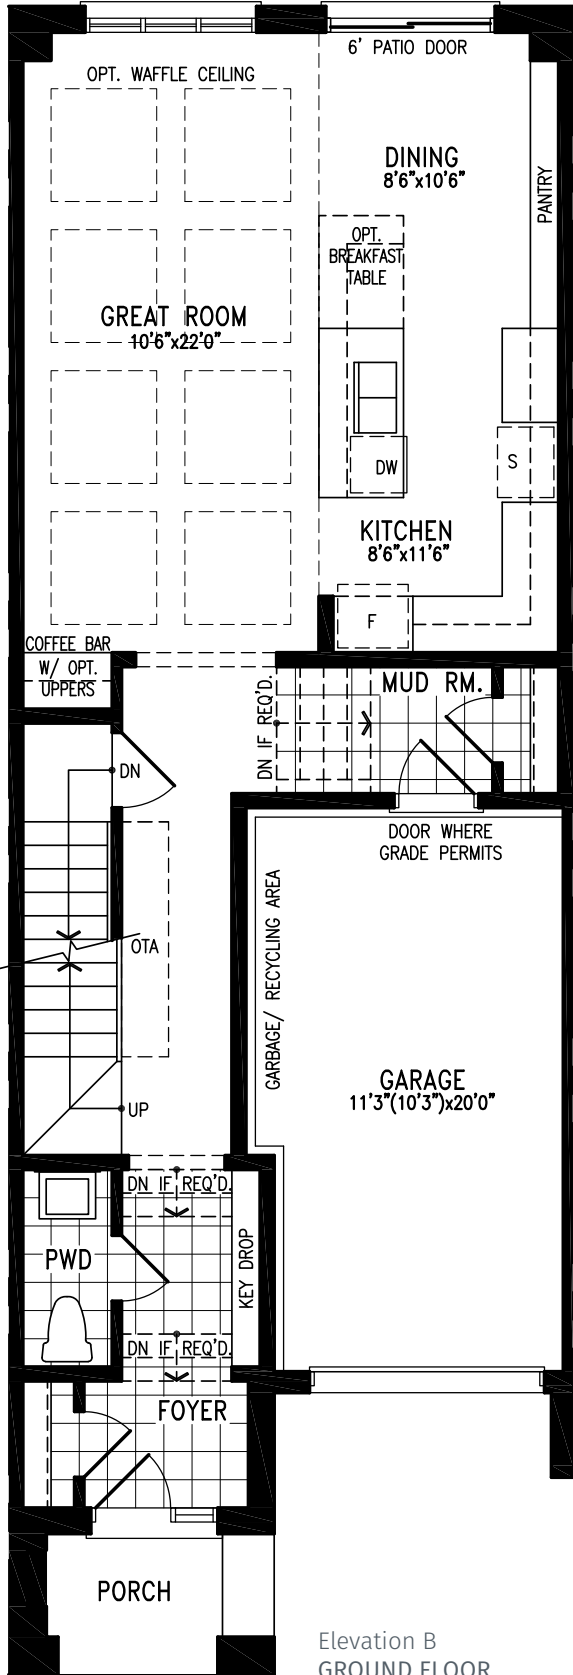 6' PATIO DOOR
OPT. WAFFLE CEILING
DINING
8'6"x10'6"
PANTRY
OPT.
BREAKFAST
TABLE
GREAT ROOM
10'6"x22'0"
DW
S
KITCHEN
8'6"x11'6"
F
COFFEE BAR
W/ OPT.
UPPERS
DN IF REQ'D.
MUD RM.
DN
DOOR WHERE
GRADE PERMITS
OTA
GARBAGE/ RECYCLING AREA
GARAGE
11'3"(10'3")x20'0"
UP
DN IF REQ'D.
PWD
KEY DROP
DN IF REQ'D.
FOYER
PORCH
Elevation B
GROUND FLOOR